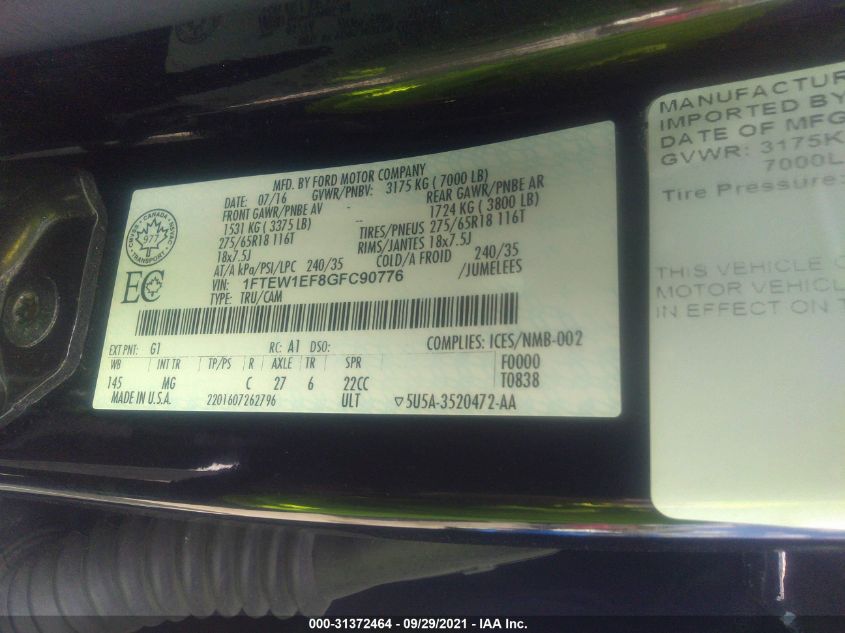 MFD. BY FORD MOTOR COMPANY
DATE: 07/16 GVWR/PNBV: 3175 KG ( 7000 LB)
FRONT GAWR/PNBE AV REAR GAWR/PNBE AR
1531 KG ( 3375 LB) 1724 KG ( 3800 LB)
275/65R18 116T TIRES/PNEUS 275/65R18 116T
18x7.5J RIMS/JANTES 18x7.5J
AT/A kPa/PSI/LPC 240/35 COLD/A FROID 240/35
VIN: 1FTEW1EF8GFC90776 /JUMELEES
TYPE: TRU/CAM
CANADA
977
TRANSPORT
EC
EXT PNT: G1 RC: A1 DSO: COMPLIES: ICES/NMB-002
WB INT TR TP/PS R AXLE TR SPR F0000
145 MG C 27 6 22CC T0838
MADE IN U.S.A. 2201607262796 ULT ▽5U5A-3520472-AA
MANUFACTUR
IMPORTED BY
DATE OF MFG
GVWR: 3175K
7000L
Tire Pressure:
THIS VEHICLE
MOTOR VEHICL
IN EFFECT ON T
000-31372464 - 09/29/2021 - IAA Inc.